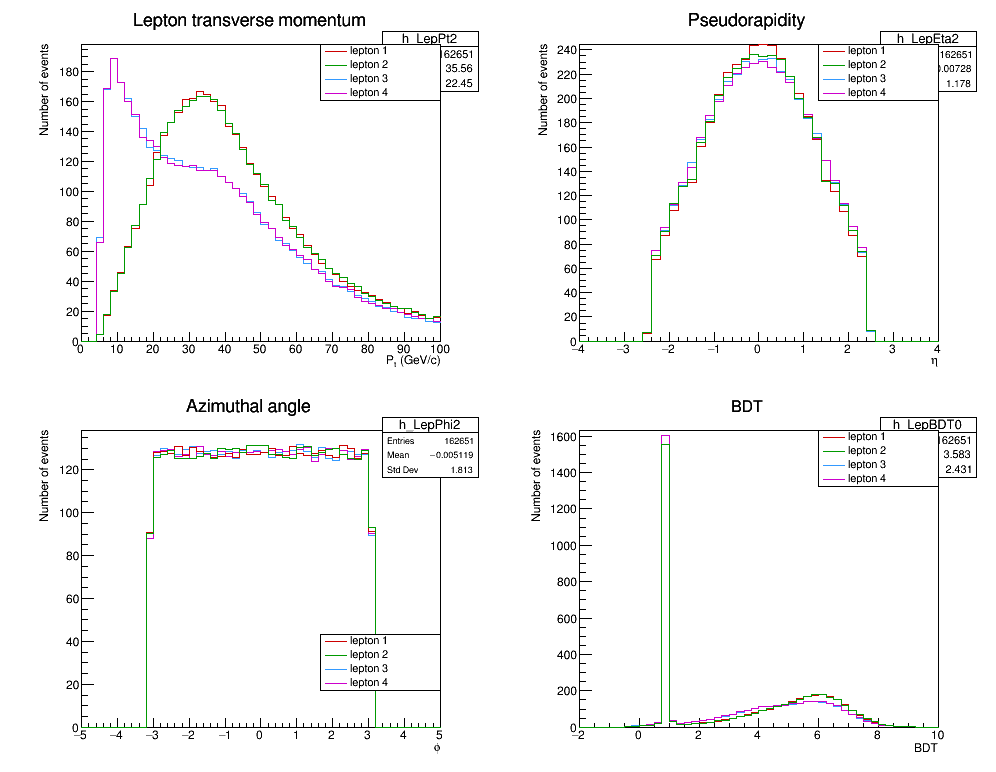 Lepton transverse momentum
h_LepPt2
162651
35.56
22.45
lepton 1
lepton 2
lepton 3
lepton 4
Number of events
0 20 40 60 80 100 120 140 160 180
0 10 20 30 40 50 60 70 80 90 100
Pt (GeV/c)
Pseudorapidity
h_LepEta2
162651
0.00728
1.178
lepton 1
lepton 2
lepton 3
lepton 4
Number of events
0 20 40 60 80 100 120 140 160 180 200 220 240
−4 −3 −2 −1 0 1 2 3 4
η
Azimuthal angle
h_LepPhi2
Entries 162651
Mean −0.005119
Std Dev 1.813
lepton 1
lepton 2
lepton 3
lepton 4
Number of events
0 20 40 60 80 100 120
−5 −4 −3 −2 −1 0 1 2 3 4 5
ϕ
BDT
h_LepBDT0
162651
3.583
2.431
lepton 1
lepton 2
lepton 3
lepton 4
Number of events
0 200 400 600 800 1000 1200 1400 1600
−2 0 2 4 6 8 10
BDT